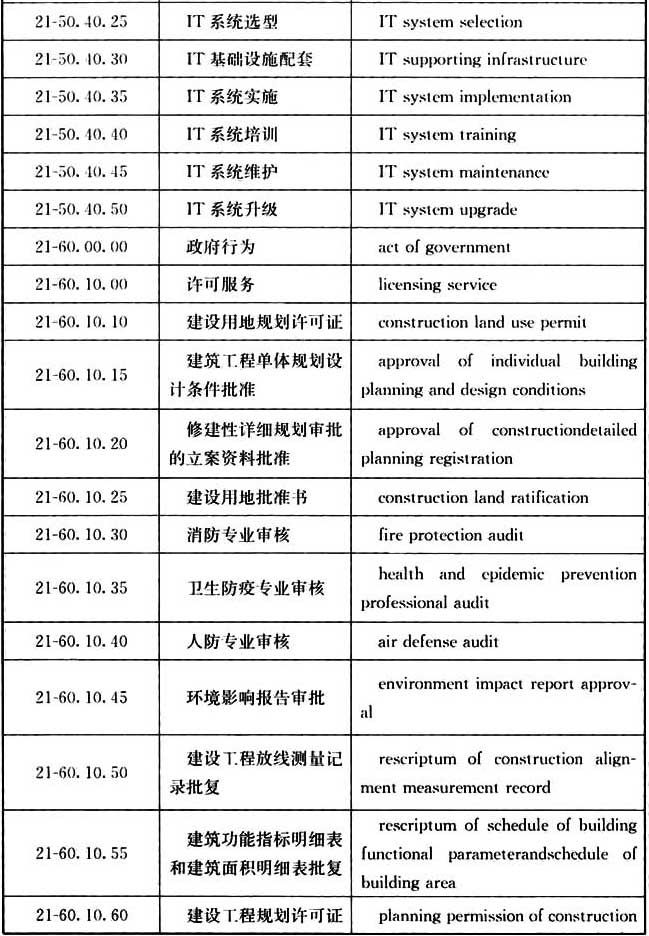 21-50.40.25 IT 系统选型 IT system selection
21-50.40.30 IT 基础设施配套 IT supporting infrastructure
21-50.40.35 IT 系统实施 IT system implementation
21-50.40.40 IT 系统培训 IT system training
21-50.40.45 IT 系统维护 IT system maintenance
21-50.40.50 IT 系统升级 IT system upgrade
21-60.00.00 政府行为 act of government
21-60.10.00 许可服务 licensing service
21-60.10.10 建设用地规划许可证 construction land use permit
21-60.10.15 建筑工程单体规划设 approval of individual building
计条件批准 planning and design conditions
21-60.10.20 修建性详细规划审批 approval of constructiondetailed
的立案资料批准 planning registration
21-60.10.25 建设用地批准书 construction land ratification
21-60.10.30 消防专业审核 fire protection audit
21-60.10.35 卫生防疫专业审核 health and epidemic prevention
professional audit
21-60.10.40 人防专业审核 air defense audit
21-60.10.45 环境影响报告审批 environment impact report approv-
al
21-60.10.50 建设工程放线测量记 rescriptum of construction align-
录批复 ment measurement record
21-60.10.55 建筑功能指标明细表 rescriptum of schedule of building
和建筑面积明细表批复 functional parameterandschedule of
building area
21-60.10.60 建设工程规划许可证 planning permission of construction